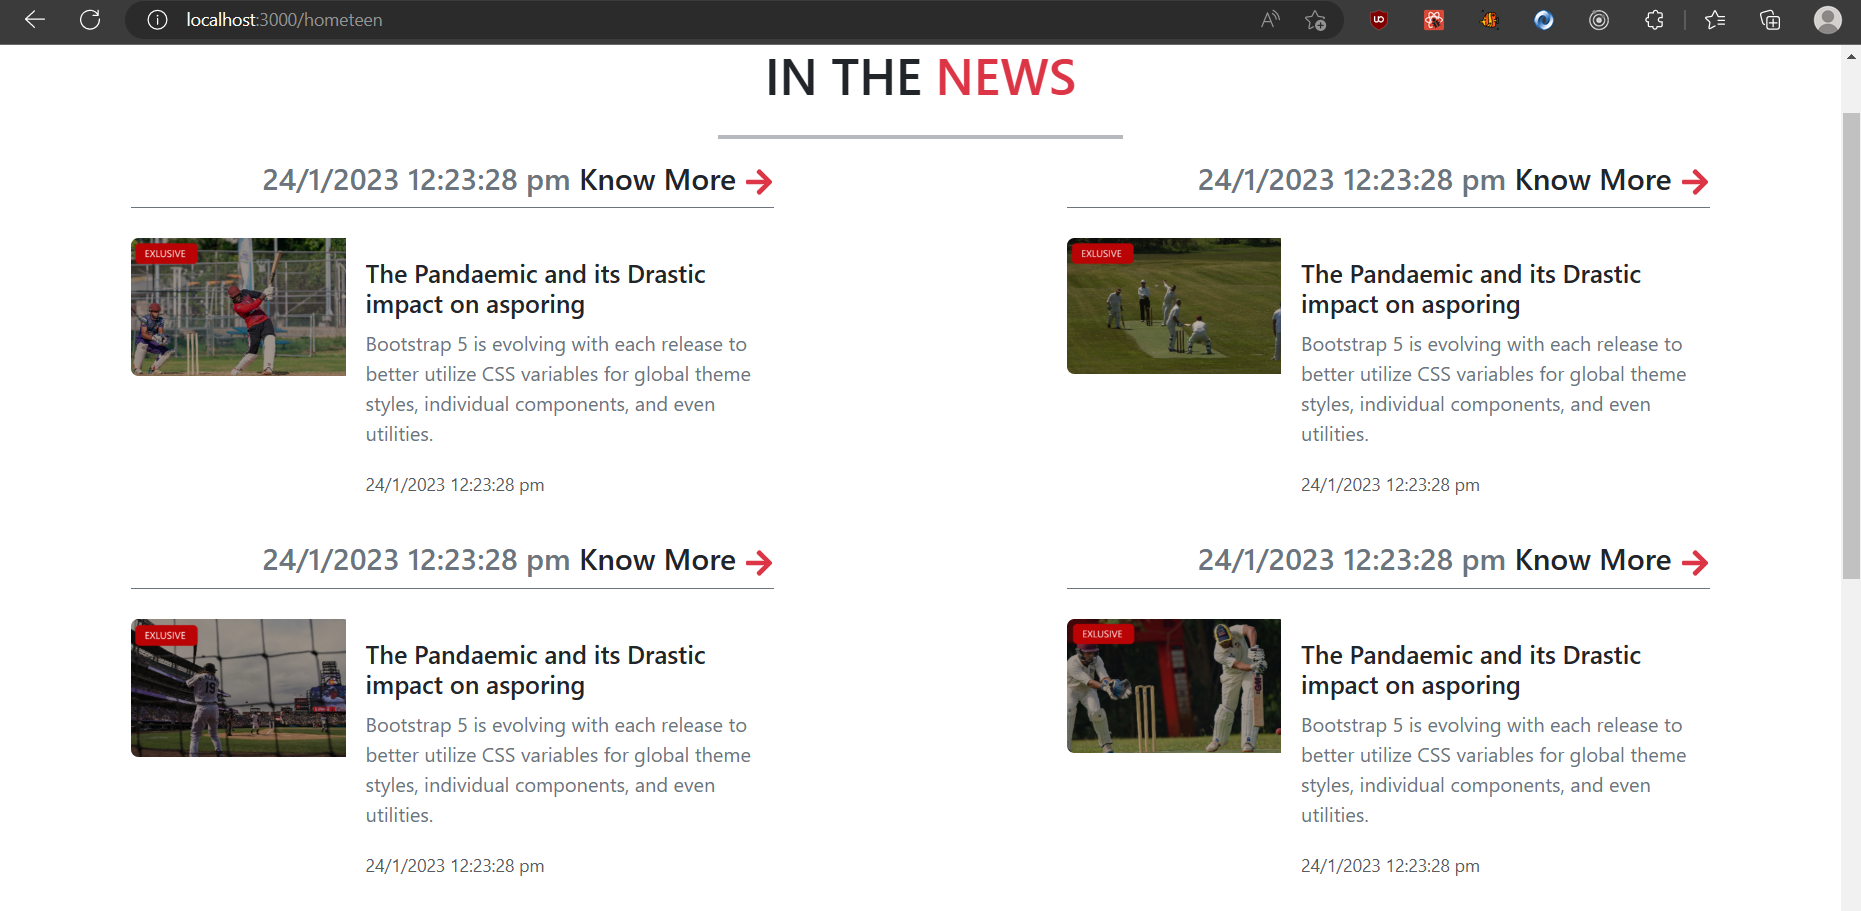 localhost:3000/hometeen
IN THE NEWS
24/1/2023 12:23:28 pm Know More
EXLUSIVE
The Pandaemic and its Drastic
impact on asporing
Bootstrap 5 is evolving with each release to
better utilize CSS variables for global theme
styles, individual components, and even
utilities.
24/1/2023 12:23:28 pm
24/1/2023 12:23:28 pm Know More
EXLUSIVE
The Pandaemic and its Drastic
impact on asporing
Bootstrap 5 is evolving with each release to
better utilize CSS variables for global theme
styles, individual components, and even
utilities.
24/1/2023 12:23:28 pm
24/1/2023 12:23:28 pm Know More
EXLUSIVE
19
The Pandaemic and its Drastic
impact on asporing
Bootstrap 5 is evolving with each release to
better utilize CSS variables for global theme
styles, individual components, and even
utilities.
24/1/2023 12:23:28 pm
24/1/2023 12:23:28 pm Know More
EXLUSIVE
The Pandaemic and its Drastic
impact on asporing
Bootstrap 5 is evolving with each release to
better utilize CSS variables for global theme
styles, individual components, and even
utilities.
24/1/2023 12:23:28 pm